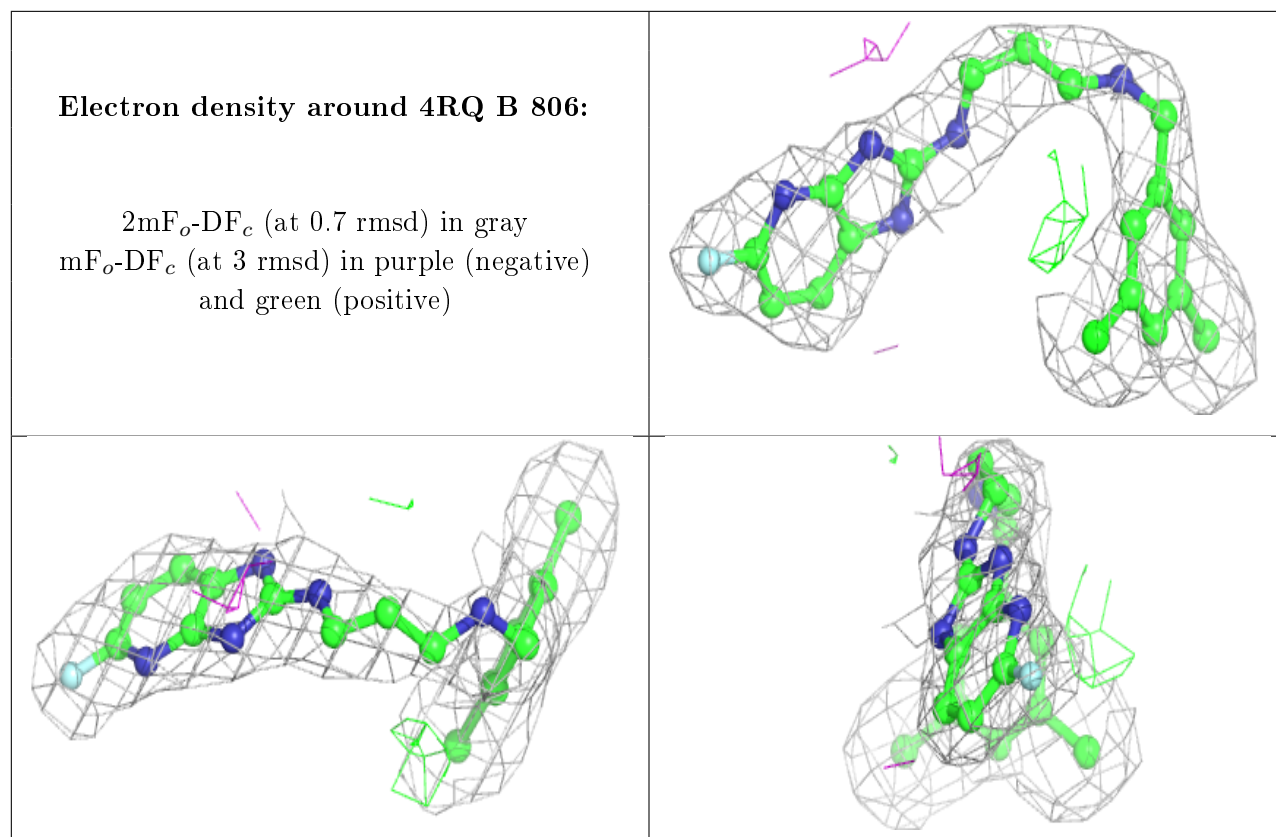 Electron density around 4RQ B 806:
2mFo-DFc (at 0.7 rmsd) in gray
mFo-DFc (at 3 rmsd) in purple (negative)
and green (positive)